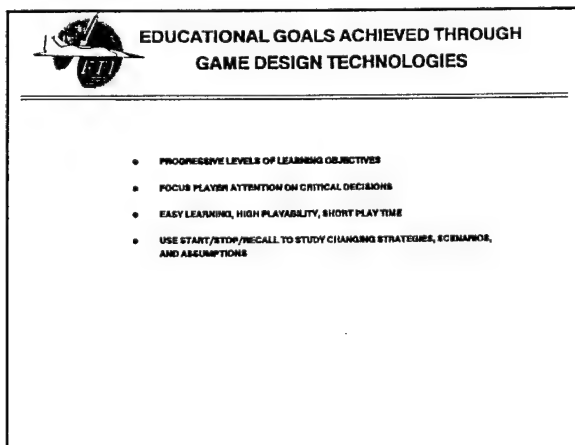 EDUCATIONAL GOALS ACHIEVED THROUGH
GAME DESIGN TECHNOLOGIES
FTI
• PROGRESSIVE LEVELS OF LEARNING OBJECTIVES
• FOCUS PLAYER ATTENTION ON CRITICAL DECISIONS
• EASY LEARNING, HIGH PLAYABILITY, SHORT PLAY TIME
• USE START/STOP/RECALL TO STUDY CHANGING STRATEGIES, SCENARIOS,
AND ASSUMPTIONS